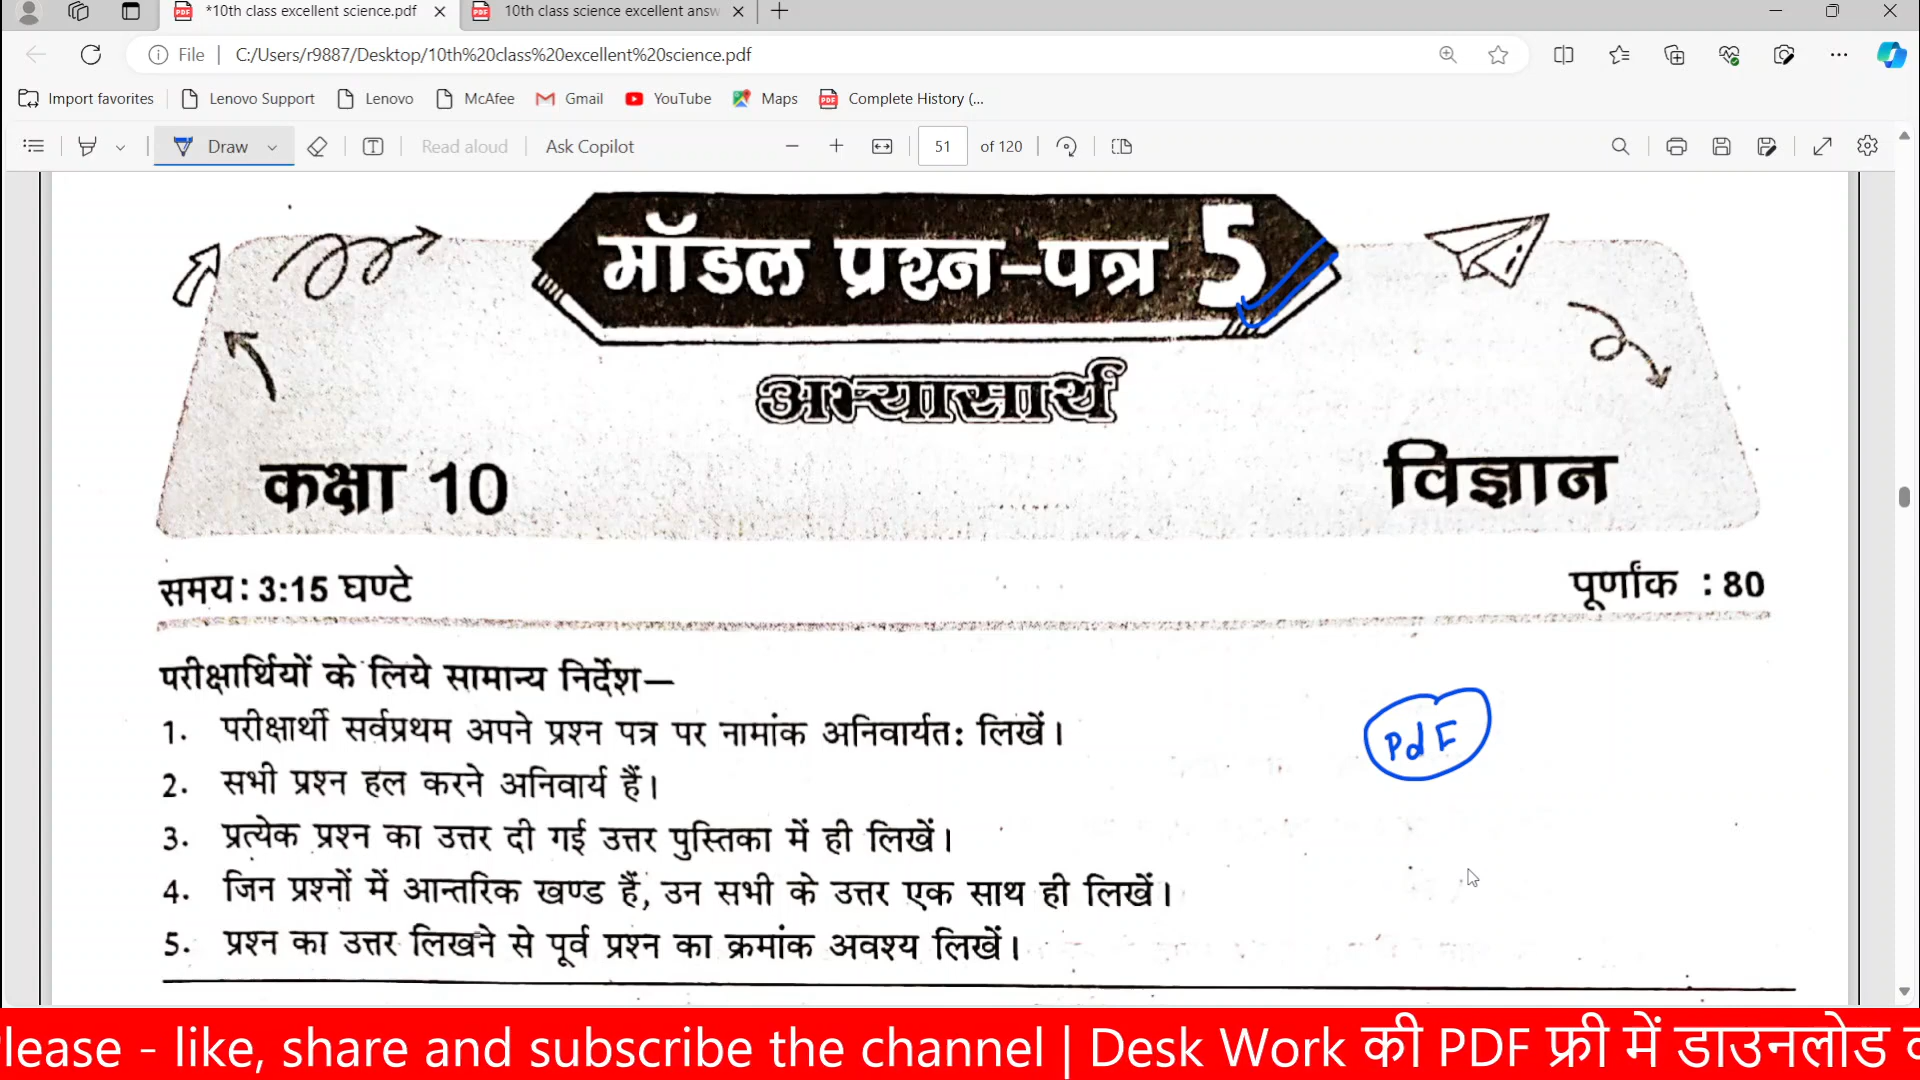 *10th class excellent science.pdf
10th class science excellent answ
File
C:/Users/r9887/Desktop/10th%20class%20excellent%20science.pdf
Import favorites
Lenovo Support
Lenovo
McAfee
Gmail
YouTube
Maps
Complete History (...
Draw
Read aloud
Ask Copilot
51 of 120
मॉडल प्रश्न-पत्र 5
अभ्यासार्थ
कक्षा 10
विज्ञान
समय: 3:15 घण्टे
पूर्णांक : 80
परीक्षार्थियों के लिये सामान्य निर्देश—
1. परीक्षार्थी सर्वप्रथम अपने प्रश्न पत्र पर नामांक अनिवार्यत: लिखें।
PdF
2. सभी प्रश्न हल करने अनिवार्य हैं।
3. प्रत्येक प्रश्न का उत्तर दी गई उत्तर पुस्तिका में ही लिखें।
4. जिन प्रश्नों में आन्तरिक खण्ड हैं, उन सभी के उत्तर एक साथ ही लिखें।
5. प्रश्न का उत्तर लिखने से पूर्व प्रश्न का क्रमांक अवश्य लिखें।
lease - like, share and subscribe the channel | Desk Work की PDF फ्री में डाउनलोड